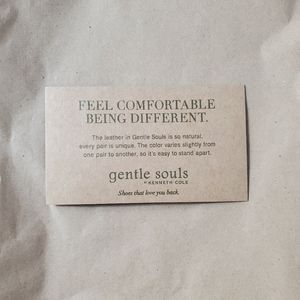 FEEL COMFORTABLE
BEING DIFFERENT.
The leather in Gentle Souls is so natural,
every pair is unique. The color varies slightly from
one pair to another, so it's easy to stand apart.
gentle souls
BY KENNETH COLE
Shoes that love you back.